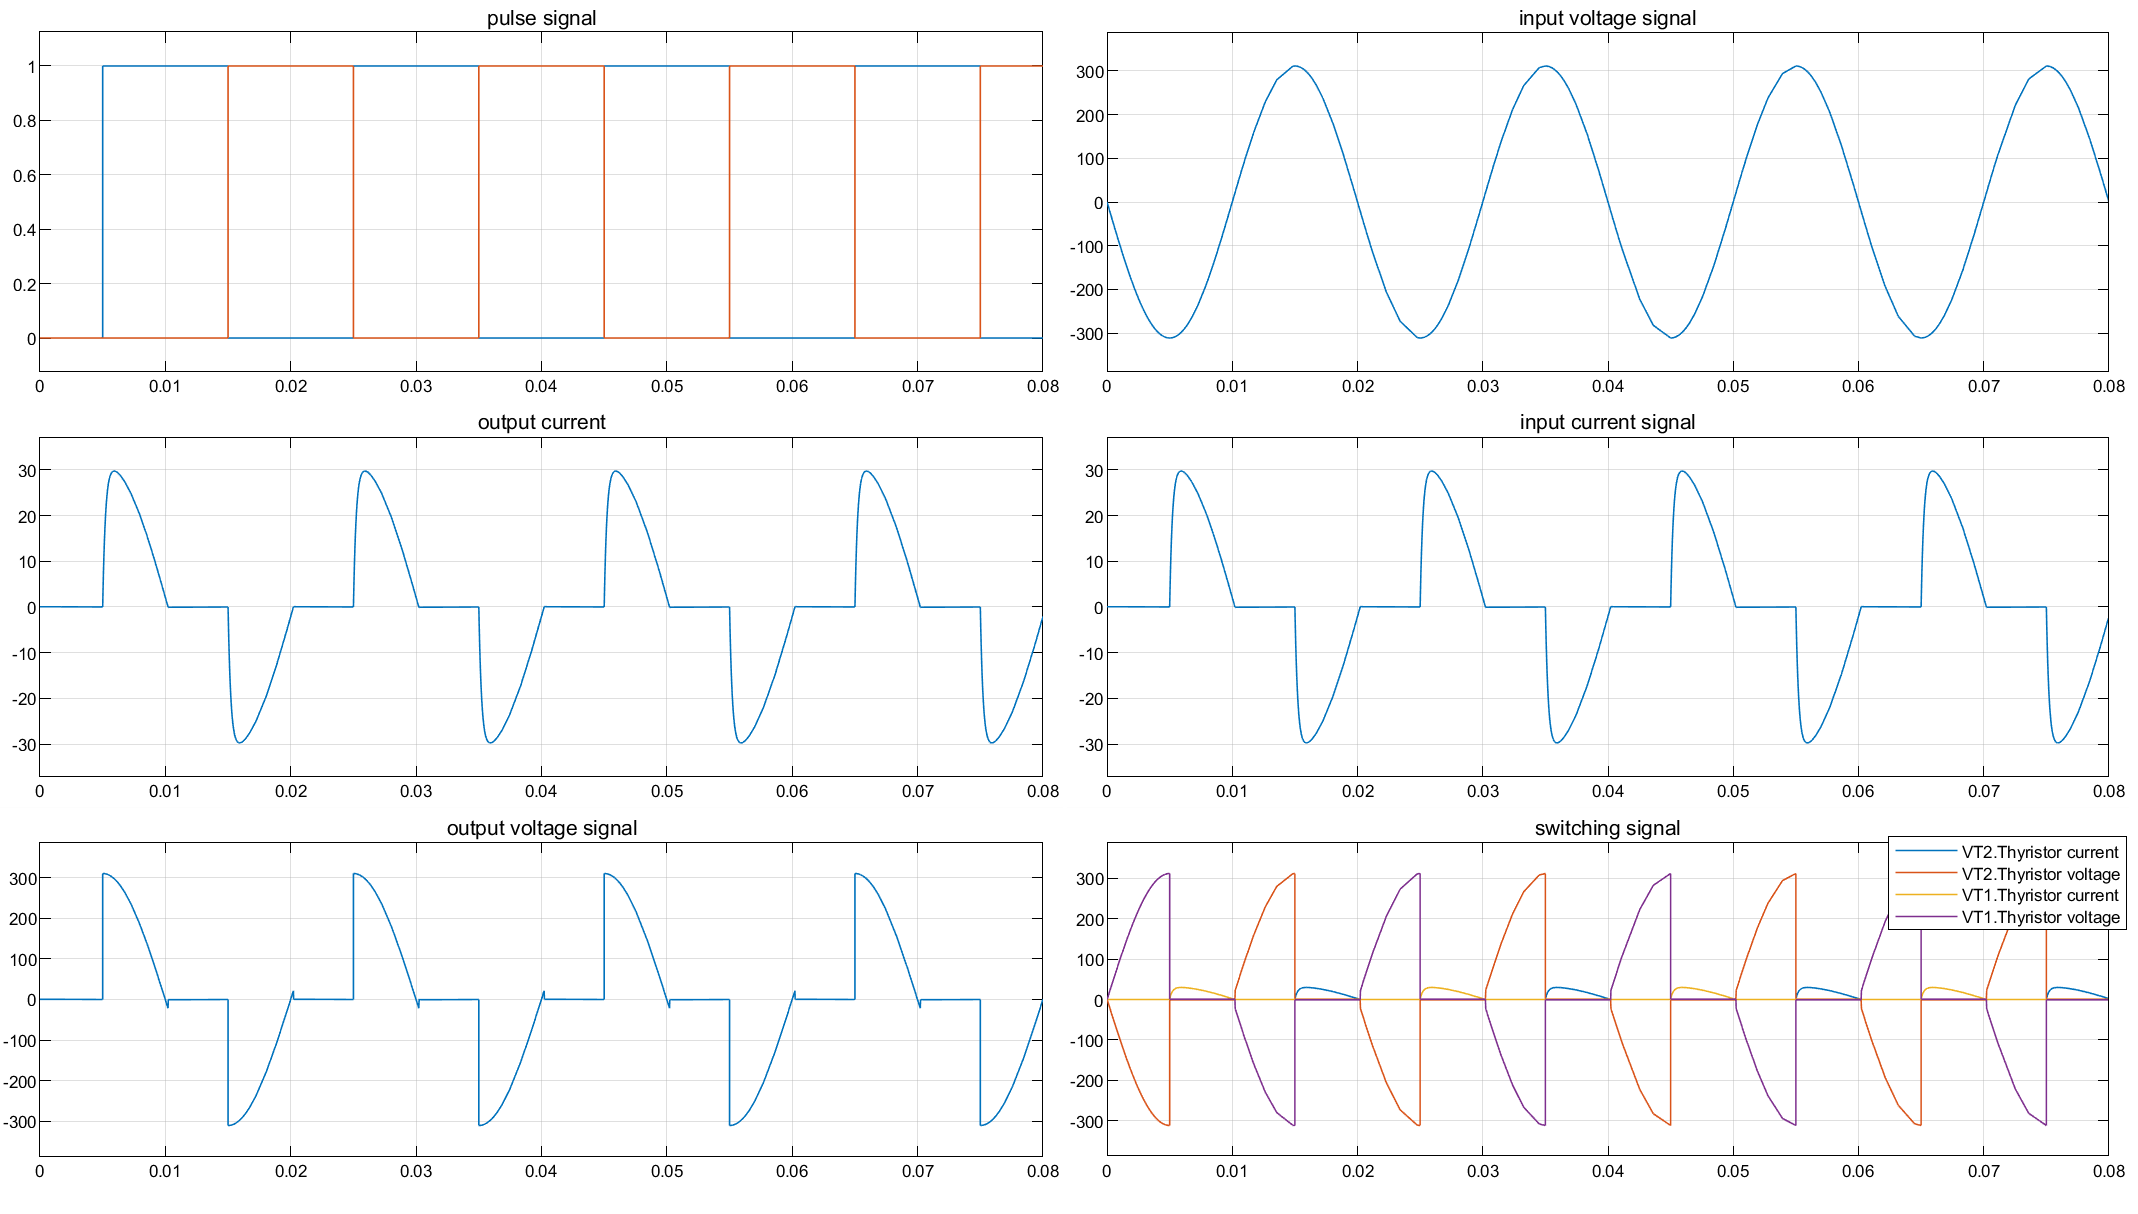 pulse signal
1
0.8
0.6
0.4
0.2
0
0 0.01 0.02 0.03 0.04 0.05 0.06 0.07 0.08
input voltage signal
300
200
100
0
-100
-200
-300
0 0.01 0.02 0.03 0.04 0.05 0.06 0.07 0.08
output current
30
20
10
0
-10
-20
-30
0 0.01 0.02 0.03 0.04 0.05 0.06 0.07 0.08
input current signal
30
20
10
0
-10
-20
-30
0 0.01 0.02 0.03 0.04 0.05 0.06 0.07 0.08
output voltage signal
300
200
100
0
-100
-200
-300
0 0.01 0.02 0.03 0.04 0.05 0.06 0.07 0.08
switching signal
VT2.Thyristor current
VT2.Thyristor voltage
VT1.Thyristor current
VT1.Thyristor voltage
300
200
100
0
-100
-200
-300
0 0.01 0.02 0.03 0.04 0.05 0.06 0.07 0.08